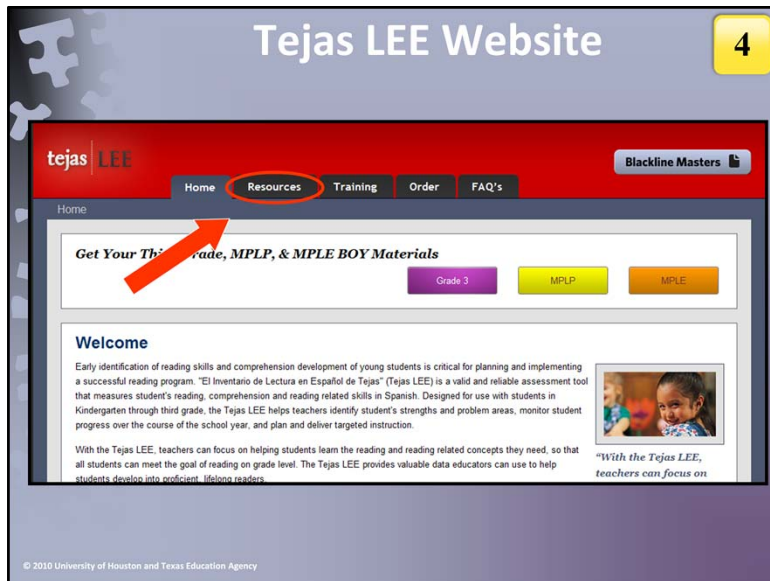 Tejas LEE Website
4
tejas LEE
Blackline Masters
Home Resources Training Order FAQ's
Home
Get Your Thi rade, MPLP, & MPLE BOY Materials
Grade 3 MPLP MPLE
Welcome
Early identification of reading skills and comprehension development of young students is critical for planning and implementing
a successful reading program. "El Inventario de Lectura en Español de Tejas" (Tejas LEE) is a valid and reliable assessment tool
that measures student's reading, comprehension and reading related skills in Spanish. Designed for use with students in
Kindergarten through third grade, the Tejas LEE helps teachers identify student's strengths and problem areas, monitor student
progress over the course of the school year, and plan and deliver targeted instruction.
With the Tejas LEE, teachers can focus on helping students learn the reading and reading related concepts they need, so that
all students can meet the goal of reading on grade level. The Tejas LEE provides valuable data educators can use to help
students develop into proficient, lifelong readers.
"With the Tejas LEE,
teachers can focus on
© 2010 University of Houston and Texas Education Agency